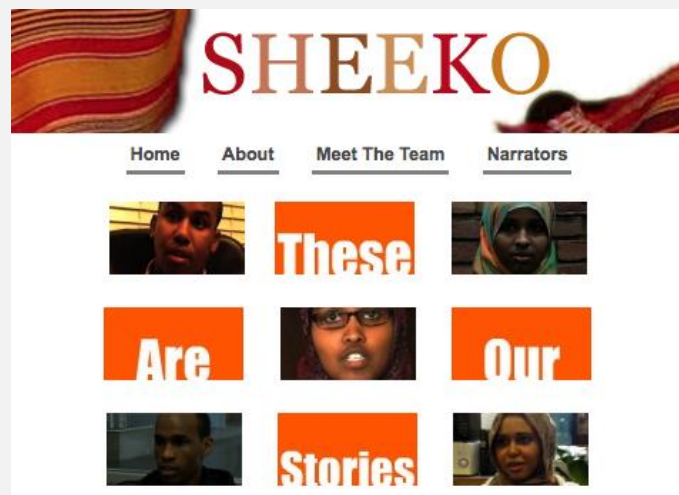 SHEEKO
Home About Meet The Team Narrators
These
Are Our
Stories